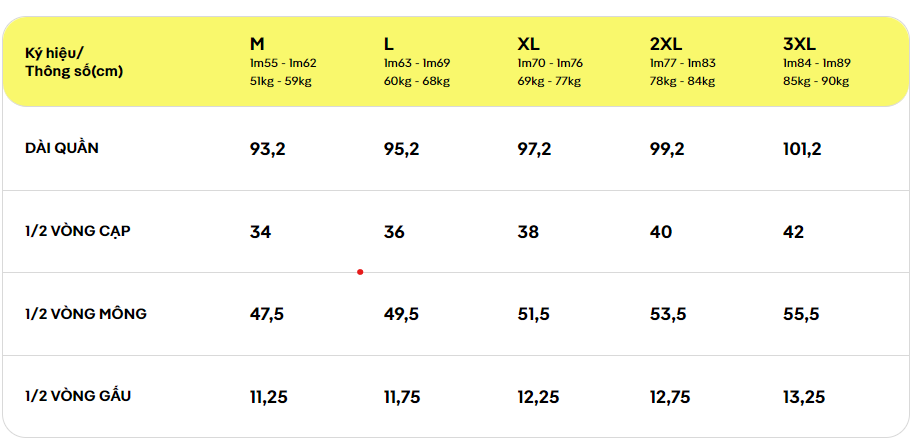 Ký hiệu/
Thông số(cm)
M
1m55 - 1m62
51kg - 59kg
L
1m63 - 1m69
60kg - 68kg
XL
1m70 - 1m76
69kg - 77kg
2XL
1m77 - 1m83
78kg - 84kg
3XL
1m84 - 1m89
85kg - 90kg
DÀI QUẦN 93,2 95,2 97,2 99,2 101,2
1/2 VÒNG CẠP 34 36 38 40 42
1/2 VÒNG MÔNG 47,5 49,5 51,5 53,5 55,5
1/2 VÒNG GẤU 11,25 11,75 12,25 12,75 13,25